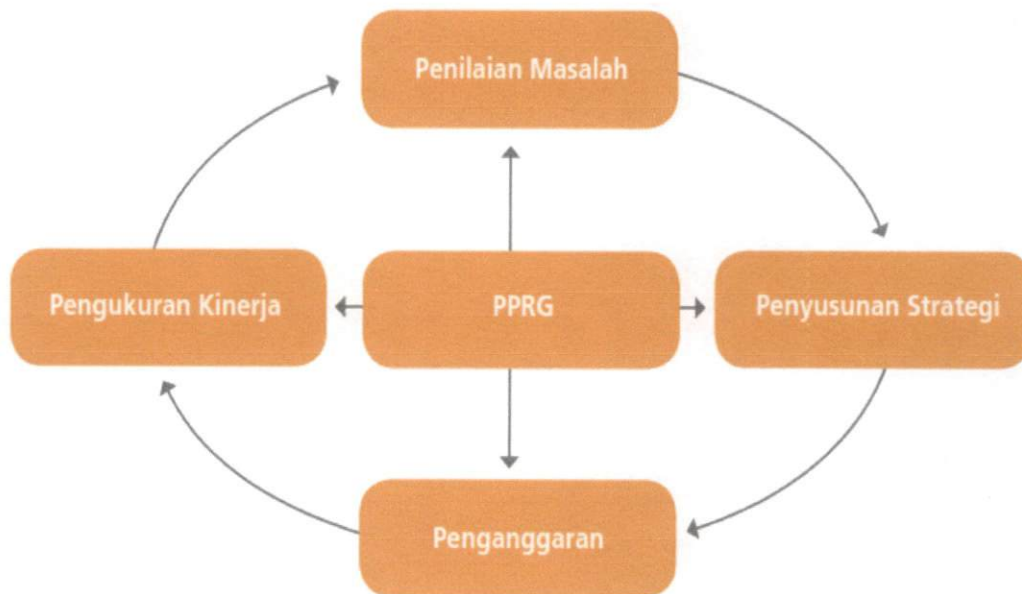 Penilaian Masalah
Pengukuran Kinerja
PPRG
Penyusunan Strategi
Penganggaran